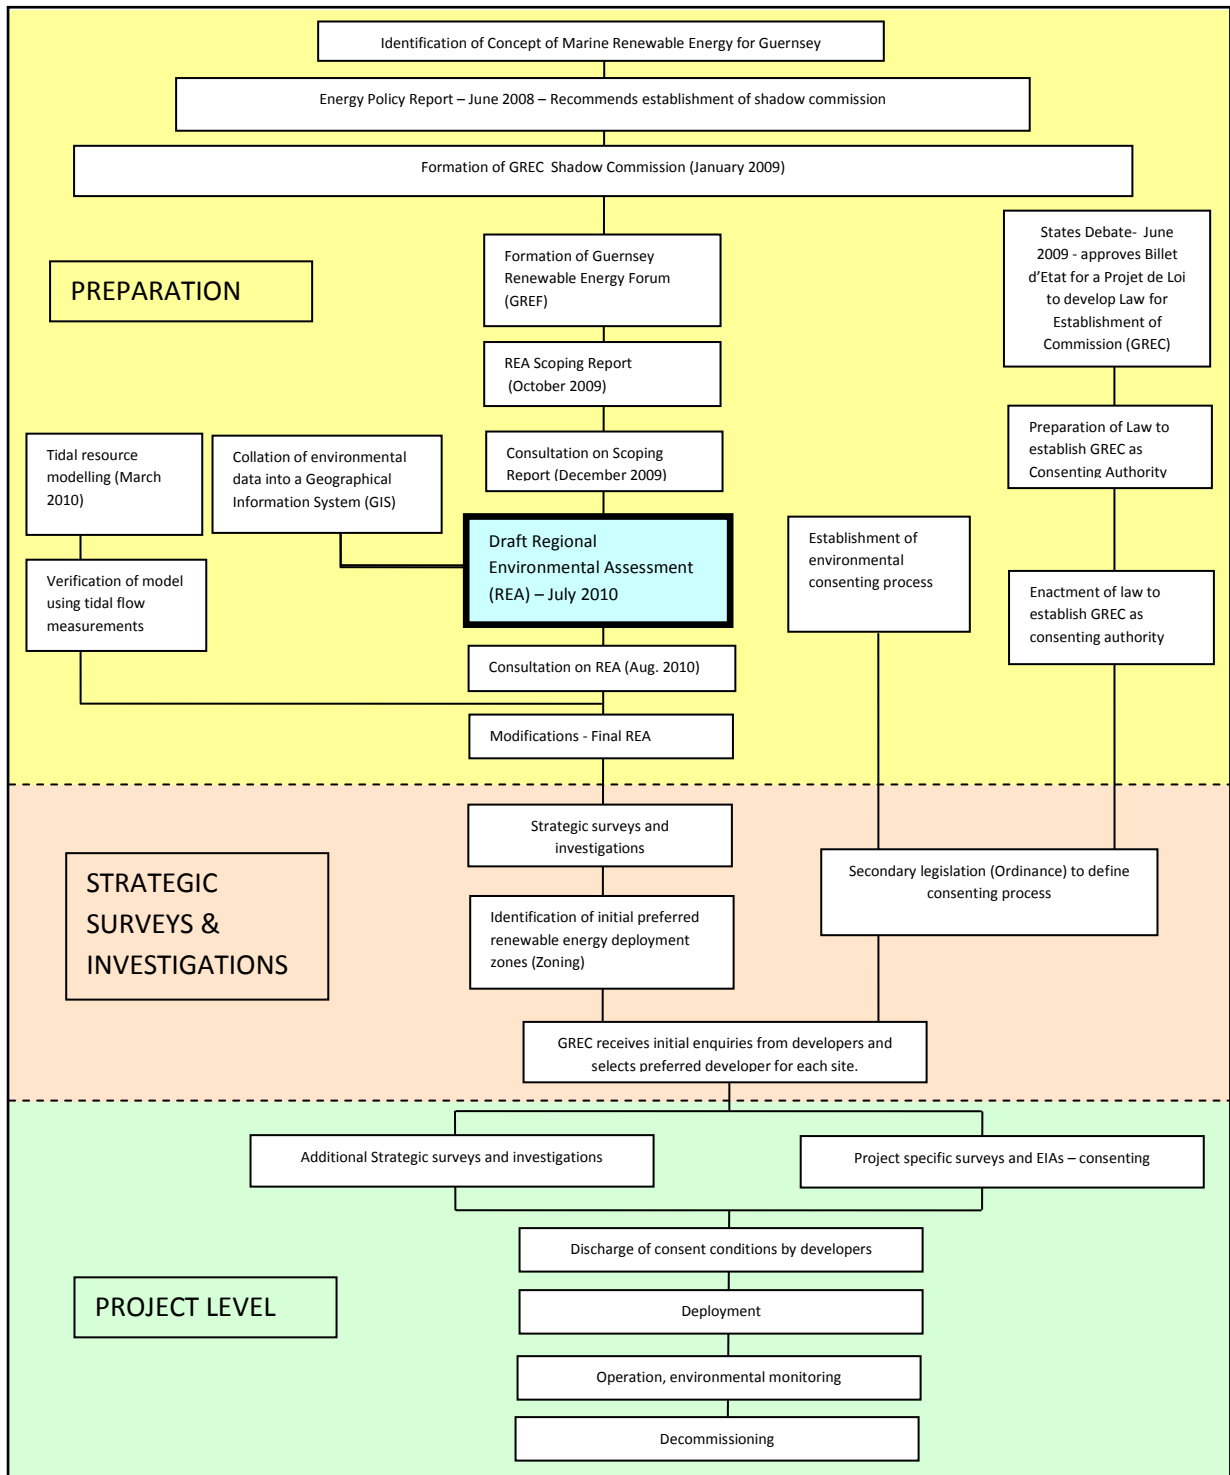 Identification of Concept of Marine Renewable Energy for Guernsey
Energy Policy Report – June 2008 – Recommends establishment of shadow commission
Formation of GREC Shadow Commission (January 2009)
PREPARATION
Formation of Guernsey
Renewable Energy Forum
(GREF)
States Debate- June
2009 - approves Billet
d’Etat for a Projet de Loi
to develop Law for
Establishment of
Commission (GREC)
REA Scoping Report
(October 2009)
Tidal resource
modelling (March
2010)
Collation of environmental
data into a Geographical
Information System (GIS)
Consultation on Scoping
Report (December 2009)
Preparation of Law to
establish GREC as
Consenting Authority
Draft Regional
Environmental Assessment
(REA) – July 2010
Establishment of
environmental
consenting process
Verification of model
using tidal flow
measurements
Enactment of law to
establish GREC as
consenting authority
Consultation on REA (Aug. 2010)
Modifications - Final REA
STRATEGIC
SURVEYS &
INVESTIGATIONS
Strategic surveys and
investigations
Secondary legislation (Ordinance) to define
consenting process
Identification of initial preferred
renewable energy deployment
zones (Zoning)
GREC receives initial enquiries from developers and
selects preferred developer for each site.
Additional Strategic surveys and investigations
Project specific surveys and EIAs – consenting
PROJECT LEVEL
Discharge of consent conditions by developers
Deployment
Operation, environmental monitoring
Decommissioning